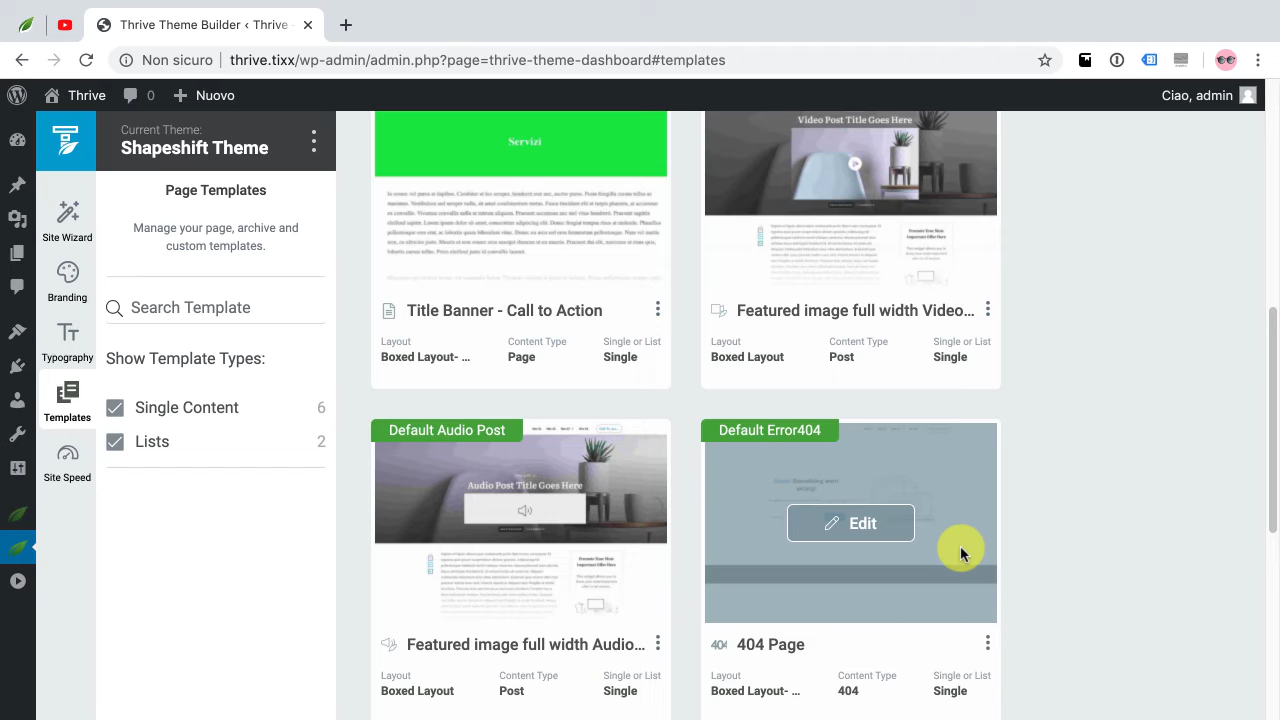 Thrive Theme Builder ‹ Thrive
Non sicuro
thrive.tixx/wp-admin/admin.php?page=thrive-theme-dashboard#templates
Thrive
0
Nuovo
Ciao, admin
Current Theme:
Shapeshift Theme
Page Templates
Manage your page, archive and
custom templates.
Search Template
Show Template Types:
Single Content 6
Lists 2
Site Wizard
Branding
Typography
Templates
Site Speed
Servizi
Title Banner - Call to Action
Layout Content Type Single or List
Boxed Layout- ... Page Single
Video Post Title Goes Here
Featured image full width Video...
Layout Content Type Single or List
Boxed Layout Post Single
Default Audio Post
Audio Post Title Goes Here
Featured image full width Audio...
Layout Content Type Single or List
Boxed Layout Post Single
Default Error404
Edit
404 404 Page
Layout Content Type Single or List
Boxed Layout- ... 404 Single